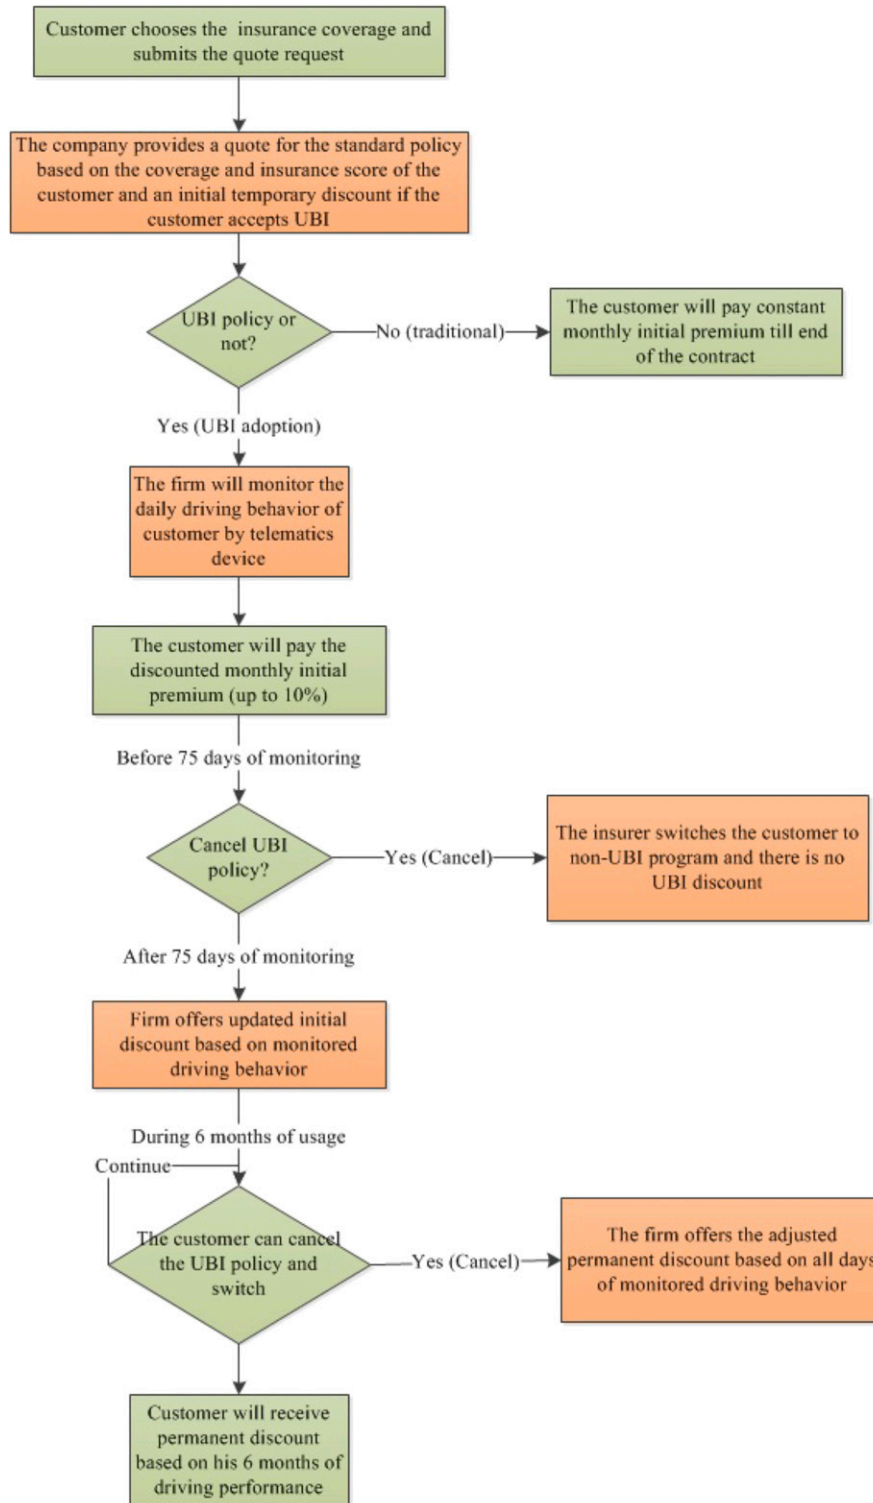 Customer chooses the insurance coverage and
submits the quote request
The company provides a quote for the standard policy
based on the coverage and insurance score of the
customer and an initial temporary discount if the
customer accepts UBI
UBI policy or
not?
No (traditional)
The customer will pay constant
monthly initial premium till end
of the contract
Yes (UBI adoption)
The firm will monitor the
daily driving behavior of
customer by telematics
device
The customer will pay the
discounted monthly initial
premium (up to 10%)
Before 75 days of monitoring
Cancel UBI
policy?
Yes (Cancel)
The insurer switches the customer to
non-UBI program and there is no
UBI discount
After 75 days of monitoring
Firm offers updated initial
discount based on monitored
driving behavior
During 6 months of usage
Continue
The customer can cancel
the UBI policy and
switch
Yes (Cancel)
The firm offers the adjusted
permanent discount based on all days
of monitored driving behavior
Customer will receive
permanent discount
based on his 6 months of
driving performance